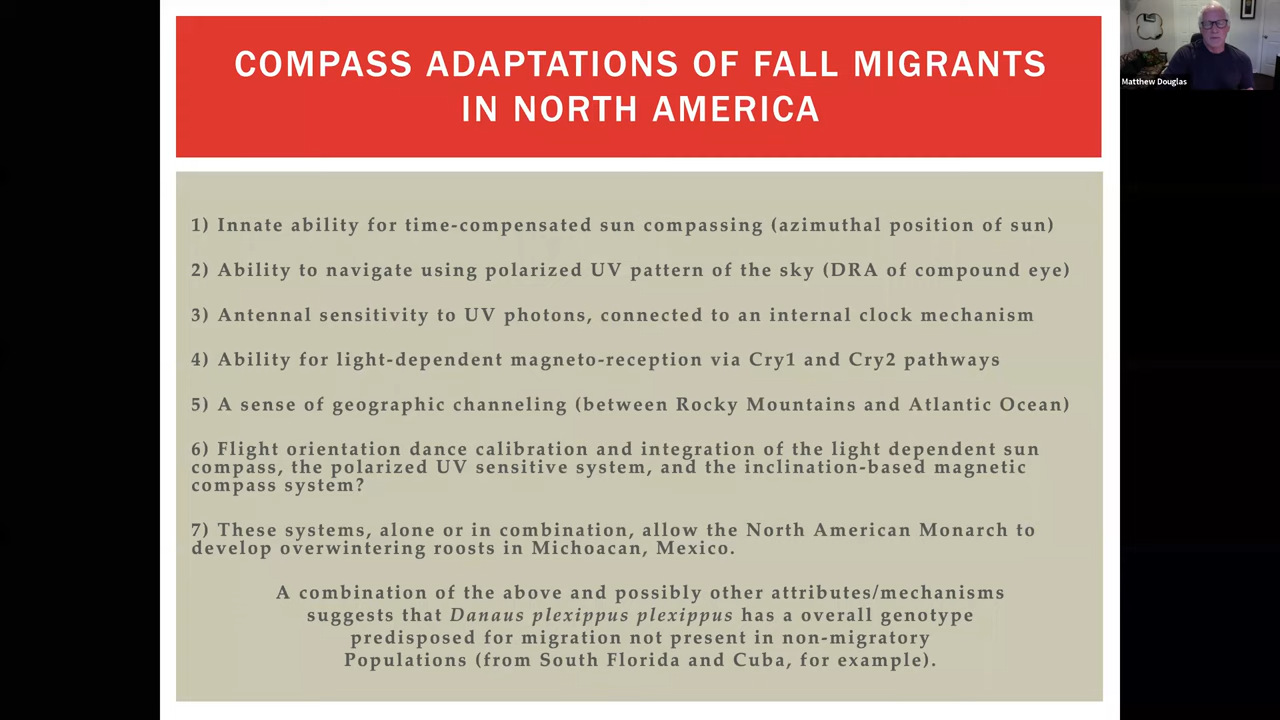 COMPASS ADAPTATIONS OF FALL MIGRANTS
IN NORTH AMERICA
Matthew Douglas
1) Innate ability for time-compensated sun compassing (azimuthal position of sun)
2) Ability to navigate using polarized UV pattern of the sky (DRA of compound eye)
3) Antennal sensitivity to UV photons, connected to an internal clock mechanism
4) Ability for light-dependent magneto-reception via Cry1 and Cry2 pathways
5) A sense of geographic channeling (between Rocky Mountains and Atlantic Ocean)
6) Flight orientation dance calibration and integration of the light dependent sun
compass, the polarized UV sensitive system, and the inclination-based magnetic
compass system?
7) These systems, alone or in combination, allow the North American Monarch to
develop overwintering roosts in Michoacan, Mexico.
A combination of the above and possibly other attributes/mechanisms
suggests that Danaus plexippus plexippus has a overall genotype
predisposed for migration not present in non-migratory
Populations (from South Florida and Cuba, for example).